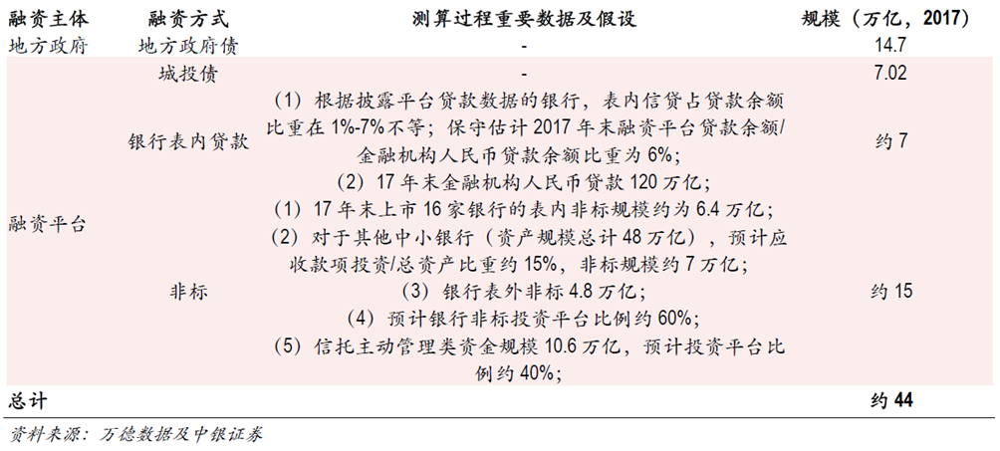 融资主体 融资方式 测算过程重要数据及假设 规模（万亿，2017）
地方政府 地方政府债 - 14.7
城投债 - 7.02
（1）根据披露平台贷款数据的银行，表内信贷占贷款余额
比重在 1%-7%不等；保守估计 2017 年末融资平台贷款余额/
银行表内贷款 约 7
金融机构人民币贷款余额比重为 6%；
（2）17 年末金融机构人民币贷款 120 万亿；
（1）17 年末上市 16 家银行的表内非标规模约为 6.4 万亿；
融资平台
（2）对于其他中小银行（资产规模总计 48 万亿），预计应
收款项投资/总资产比重约 15%，非标规模约 7 万亿；
非标 （3）银行表外非标 4.8 万亿； 约 15
（4）预计银行非标投资平台比例约 60%；
（5）信托主动管理类资金规模 10.6 万亿，预计投资平台比
例约 40%；
总计 约 44
资料来源：万德数据及中银证券